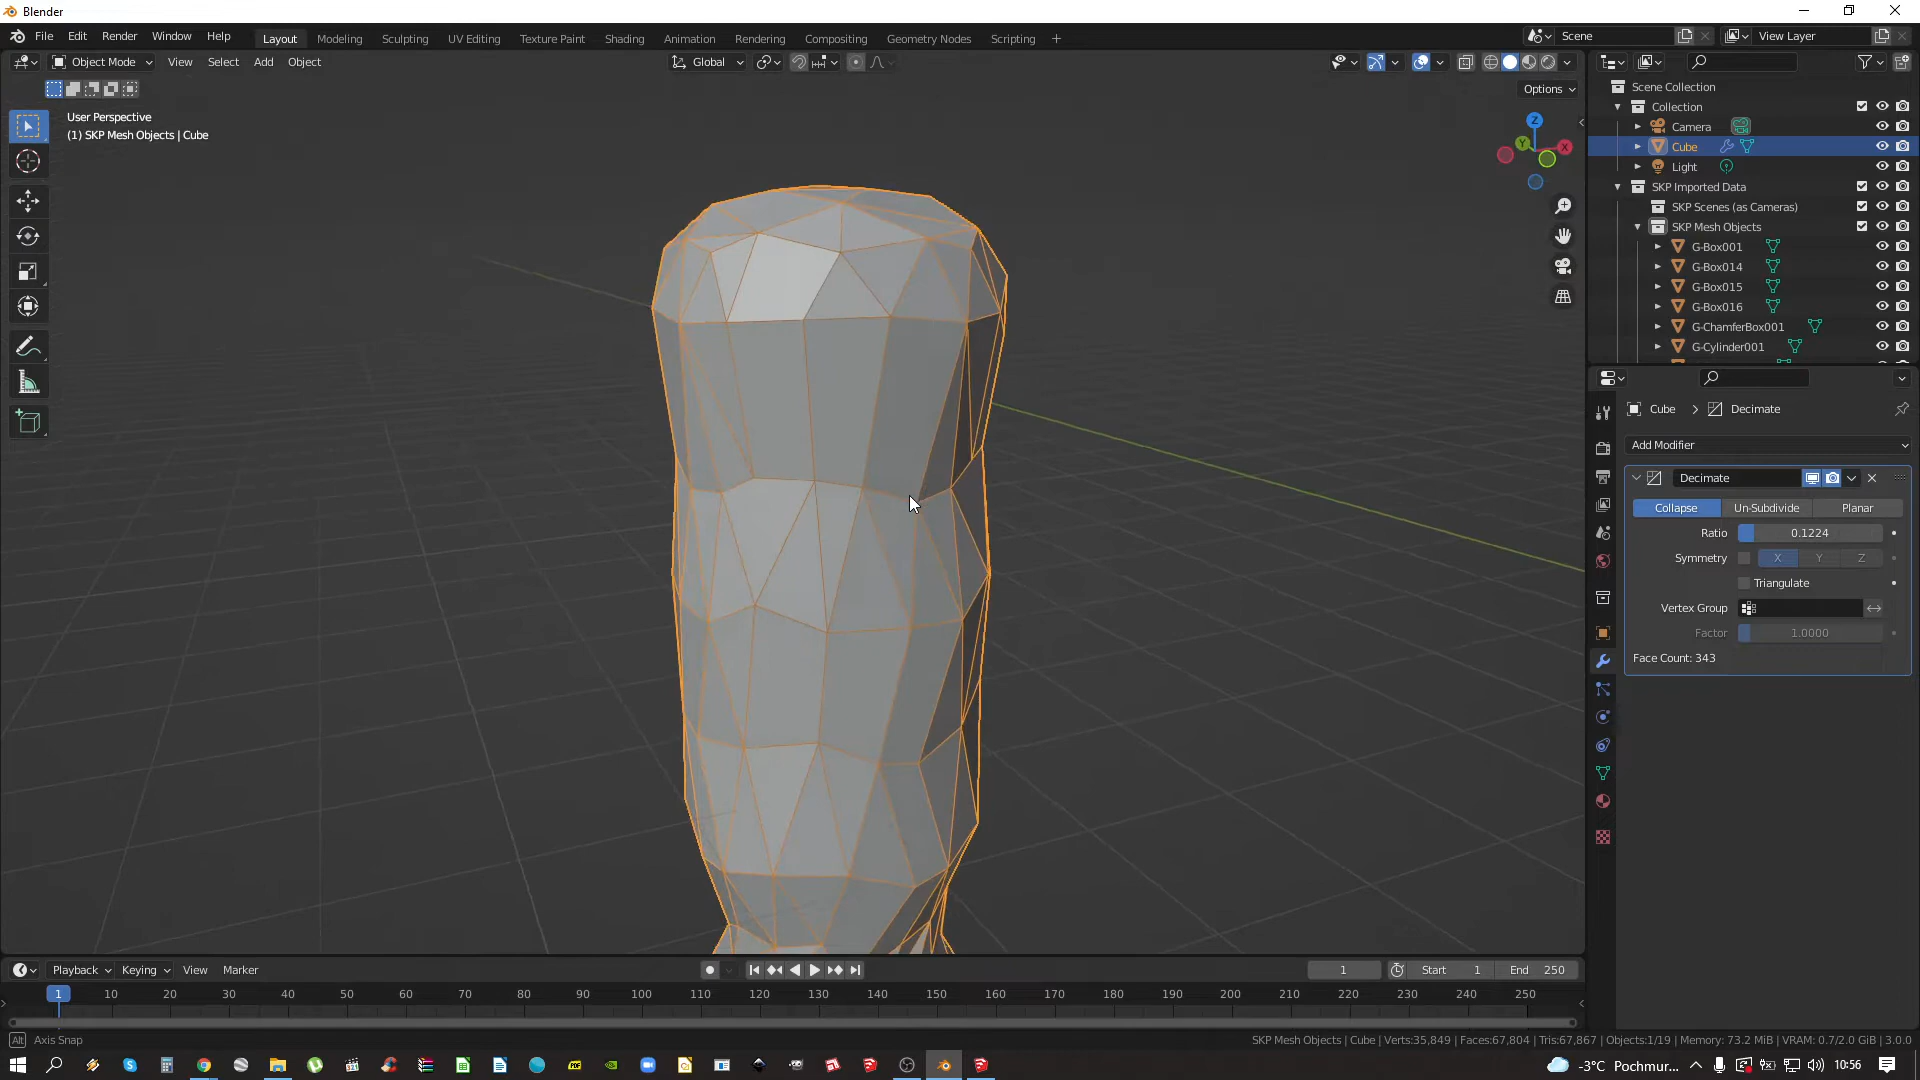 Blender
File Edit Render Window Help
Layout Modeling Sculpting UV Editing Texture Paint Shading Animation Rendering Compositing Geometry Nodes Scripting +
Scene
View Layer
Object Mode View Select Add Object
Global
Options
User Perspective
(1) SKP Mesh Objects | Cube
Z
Y
X
Scene Collection
Collection
Camera
Cube
Light
SKP Imported Data
SKP Scenes (as Cameras)
SKP Mesh Objects
G-Box001
G-Box014
G-Box015
G-Box016
G-ChamferBox001
G-Cylinder001
Cube > Decimate
Add Modifier
Decimate
Collapse Un-Subdivide Planar
Ratio 0.1224
Symmetry X Y Z
Triangulate
Vertex Group
Factor 1.0000
Face Count: 343
Playback Keying View Marker
1 Start 1 End 250
1 10 20 30 40 50 60 70 80 90 100 110 120 130 140 150 160 170 180 190 200 210 220 230 240 250
Alt Axis Snap
SKP Mesh Objects | Cube | Verts:35,849 | Faces:67,804 | Tris:67,867 | Objects:1/19 | Memory: 73.2 MiB | VRAM: 0.7/2.0 GiB | 3.0.0
-3°C Pochmur... 10:56